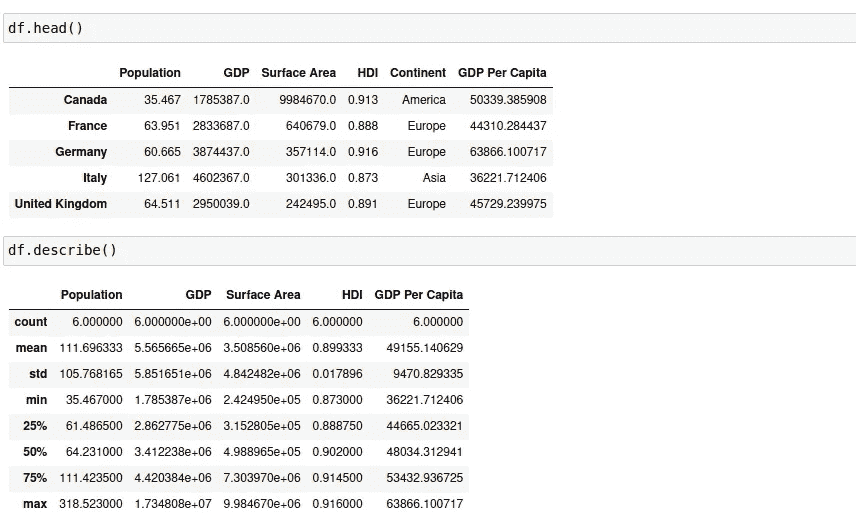 df.head()
Population GDP Surface Area HDI Continent GDP Per Capita
Canada 35.467 1785387.0 9984670.0 0.913 America 50339.385908
France 63.951 2833687.0 640679.0 0.888 Europe 44310.284437
Germany 60.665 3874437.0 357114.0 0.916 Europe 63866.100717
Italy 127.061 4602367.0 301336.0 0.873 Asia 36221.712406
United Kingdom 64.511 2950039.0 242495.0 0.891 Europe 45729.239975
df.describe()
Population GDP Surface Area HDI GDP Per Capita
count 6.000000 6.000000e+00 6.000000e+00 6.000000 6.000000
mean 111.696333 5.565665e+06 3.508560e+06 0.899333 49155.140629
std 105.768165 5.851651e+06 4.842482e+06 0.017896 9470.829335
min 35.467000 1.785387e+06 2.424950e+05 0.873000 36221.712406
25% 61.486500 2.862775e+06 3.152805e+05 0.888750 44665.023321
50% 64.231000 3.412238e+06 4.988965e+05 0.902000 48034.312941
75% 111.423500 4.420384e+06 7.303970e+06 0.914500 53432.936725
max 318.523000 1.734808e+07 9.984670e+06 0.916000 63866.100717